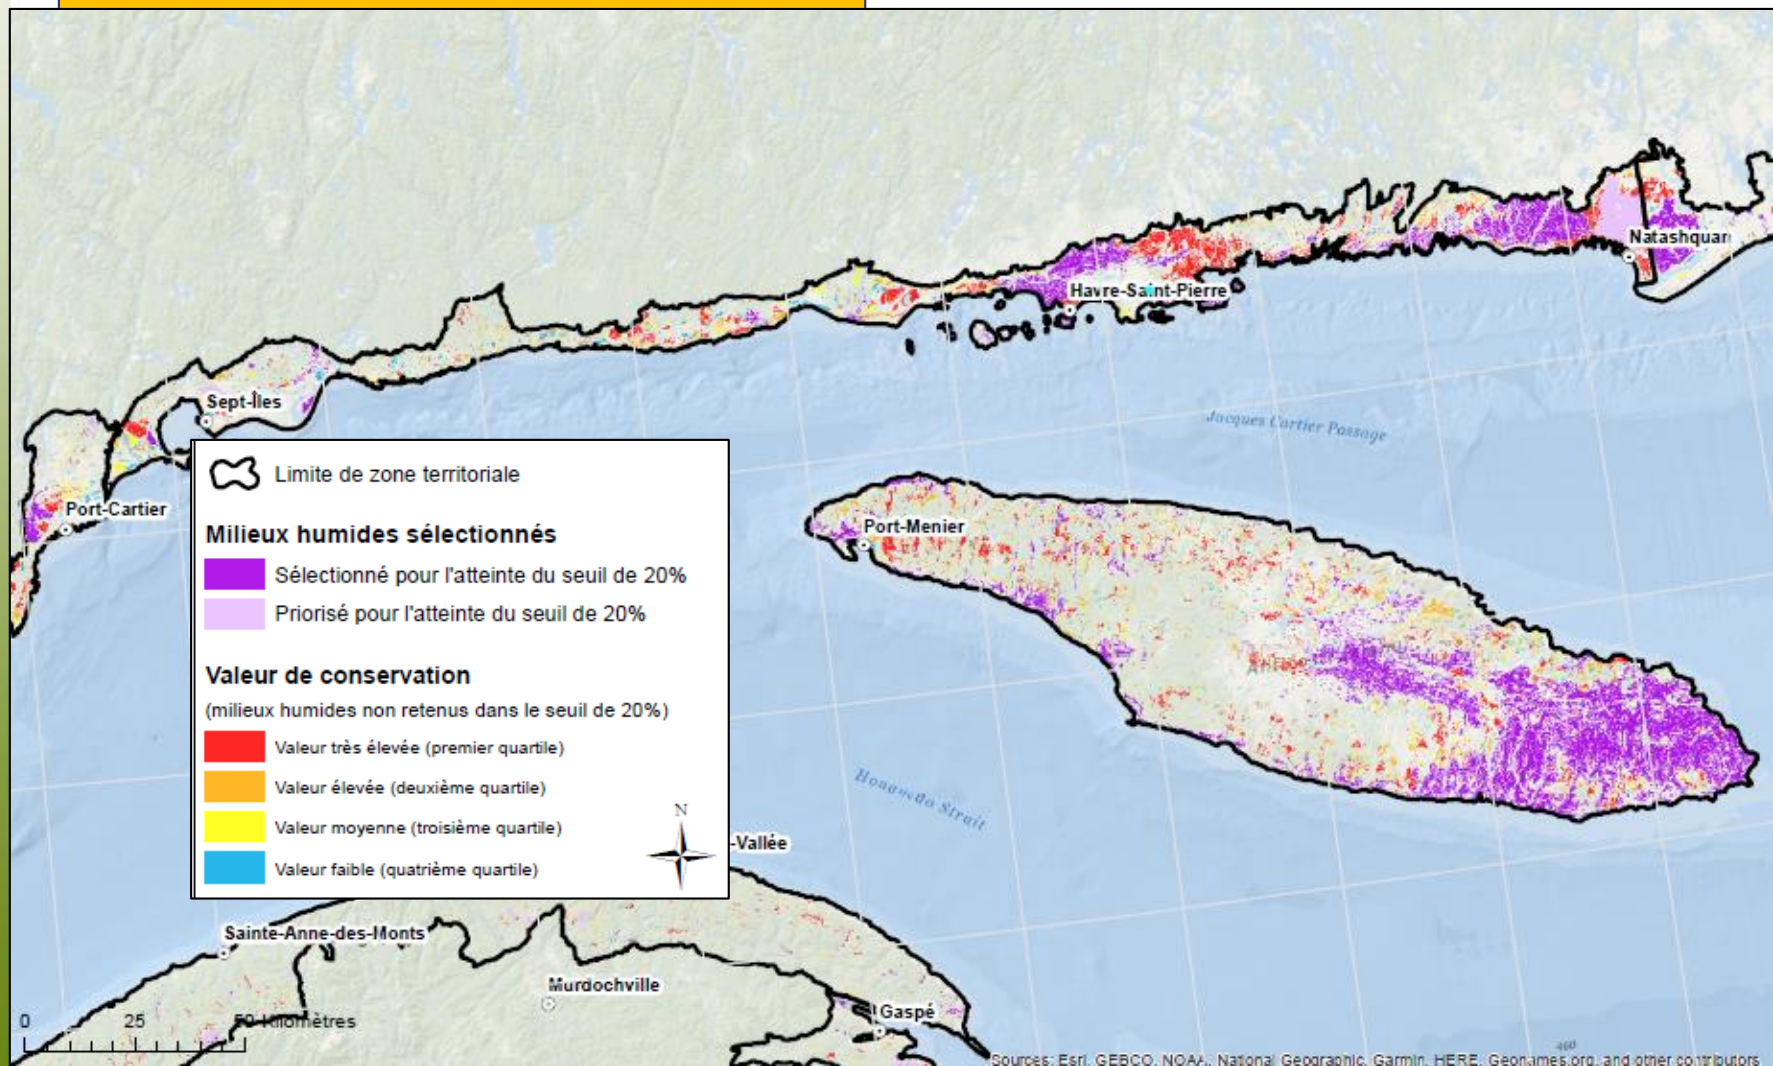 Natashquan
Havre-Saint-Pierre
Sept-Îles
Jacques Cartier Passage
Port-Cartier
Port-Menier
Limite de zone territoriale
Milieux humides sélectionnés
Sélectionné pour l'atteinte du seuil de 20%
Priorisé pour l'atteinte du seuil de 20%
Valeur de conservation
(milieux humides non retenus dans le seuil de 20%)
Valeur très élevée (premier quartile)
Valeur élevée (deuxième quartile)
Valeur moyenne (troisième quartile)
Valeur faible (quatrième quartile)
N
Honguedo Strait
-Vallée
Sainte-Anne-des-Monts
Murdochville
Gaspé
0 25 50 Kilomètres
460
Sources: Esri, GEBCO, NOAA, National Geographic, Garmin, HERE, Geonames.org, and other contributors